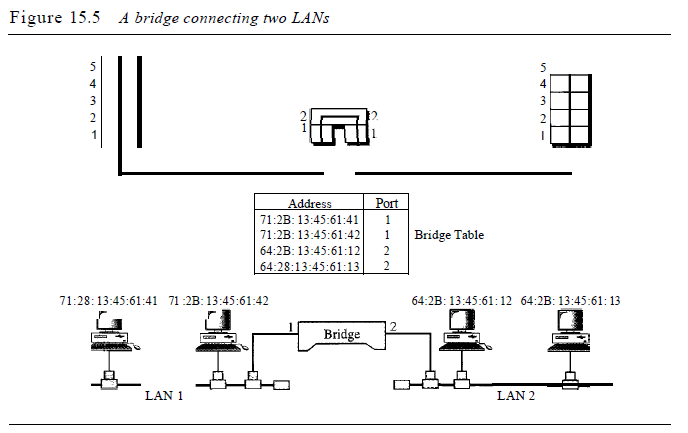 Figure 15.5 A bridge connecting two LANs
5
4
3
2
1
2
1
2
1
5
4
3
2
1
Address Port
71:2B: 13:45:61:41 1
71:2B: 13:45:61:42 1
64:2B: 13:45:61:12 2
64:28:13:45:61:13 2
Bridge Table
71:28:13:45:61:41 71 :2B: 13:45:61:42 64:2B: 13:45:61:12 64:2B: 13:45:61: 13
1 Bridge 2
LAN 1 LAN 2